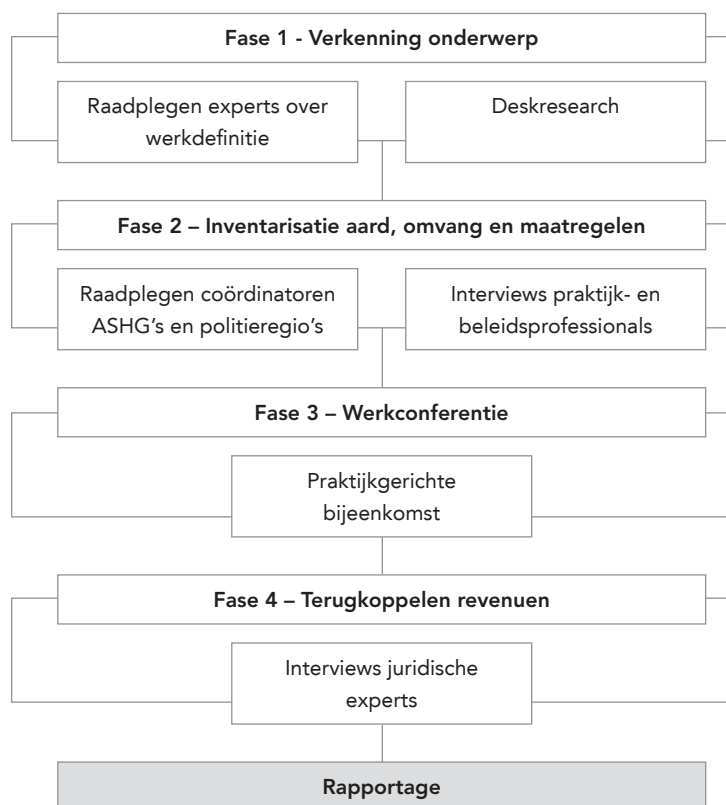 Fase 1 - Verkenning onderwerp
Raadplegen experts over
werkdefinitie
Deskresearch
Fase 2 – Inventarisatie aard, omvang en maatregelen
Raadplegen coördinatoren
ASHG’s en politieregio’s
Interviews praktijk- en
beleidsprofessionals
Fase 3 – Werkconferentie
Praktijkgerichte
bijeenkomst
Fase 4 – Terugkoppelen revenuen
Interviews juridische
experts
Rapportage